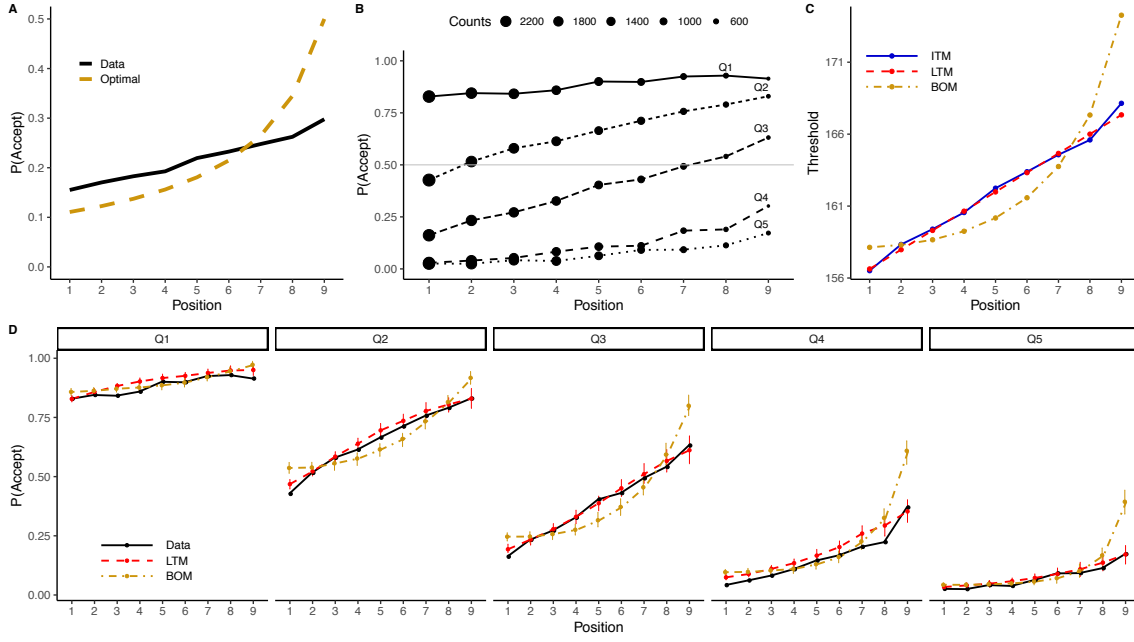 A
0.5
0.4
0.3
0.2
0.1
0.0
P(Accept)
Data
Optimal
1 2 3 4 5 6 7 8 9
Position
B
Counts 2200 1800 1400 1000 600
1.00
0.75
0.50
0.25
0.00
P(Accept)
Q1
Q2
Q3
Q4
Q5
1 2 3 4 5 6 7 8 9
Position
C
171
166
161
156
Threshold
ITM
LTM
BOM
1 2 3 4 5 6 7 8 9
Position
D
Q1 Q2 Q3 Q4 Q5
1.00
0.75
0.50
0.25
0.00
P(Accept)
Data
LTM
BOM
1 2 3 4 5 6 7 8 9 1 2 3 4 5 6 7 8 9 1 2 3 4 5 6 7 8 9 1 2 3 4 5 6 7 8 9 1 2 3 4 5 6 7 8 9
Position